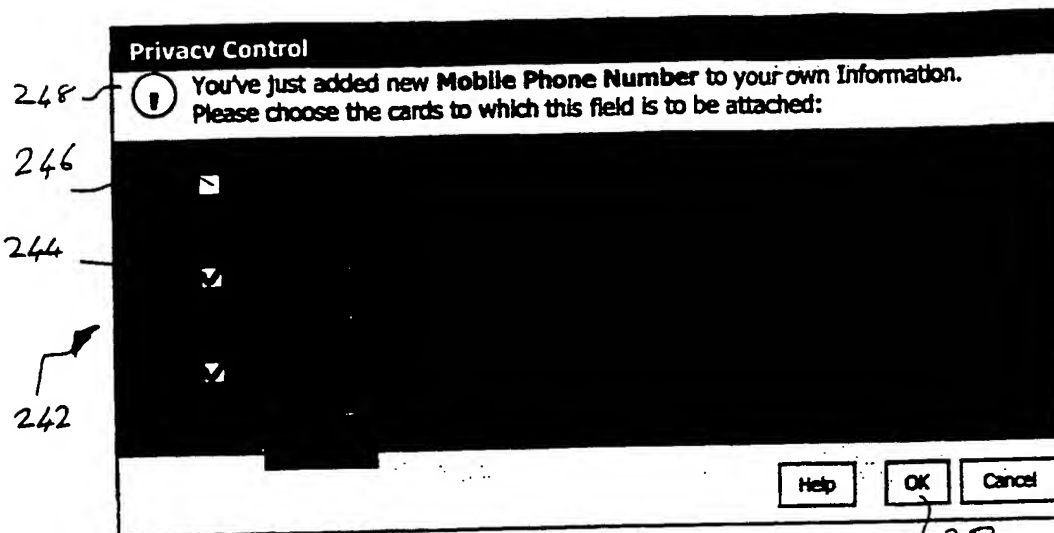 Privacy Control
248
You've just added new Mobile Phone Number to your own Information.
Please choose the cards to which this field is to be attached:
246
244
242
Help
OK
Cancel